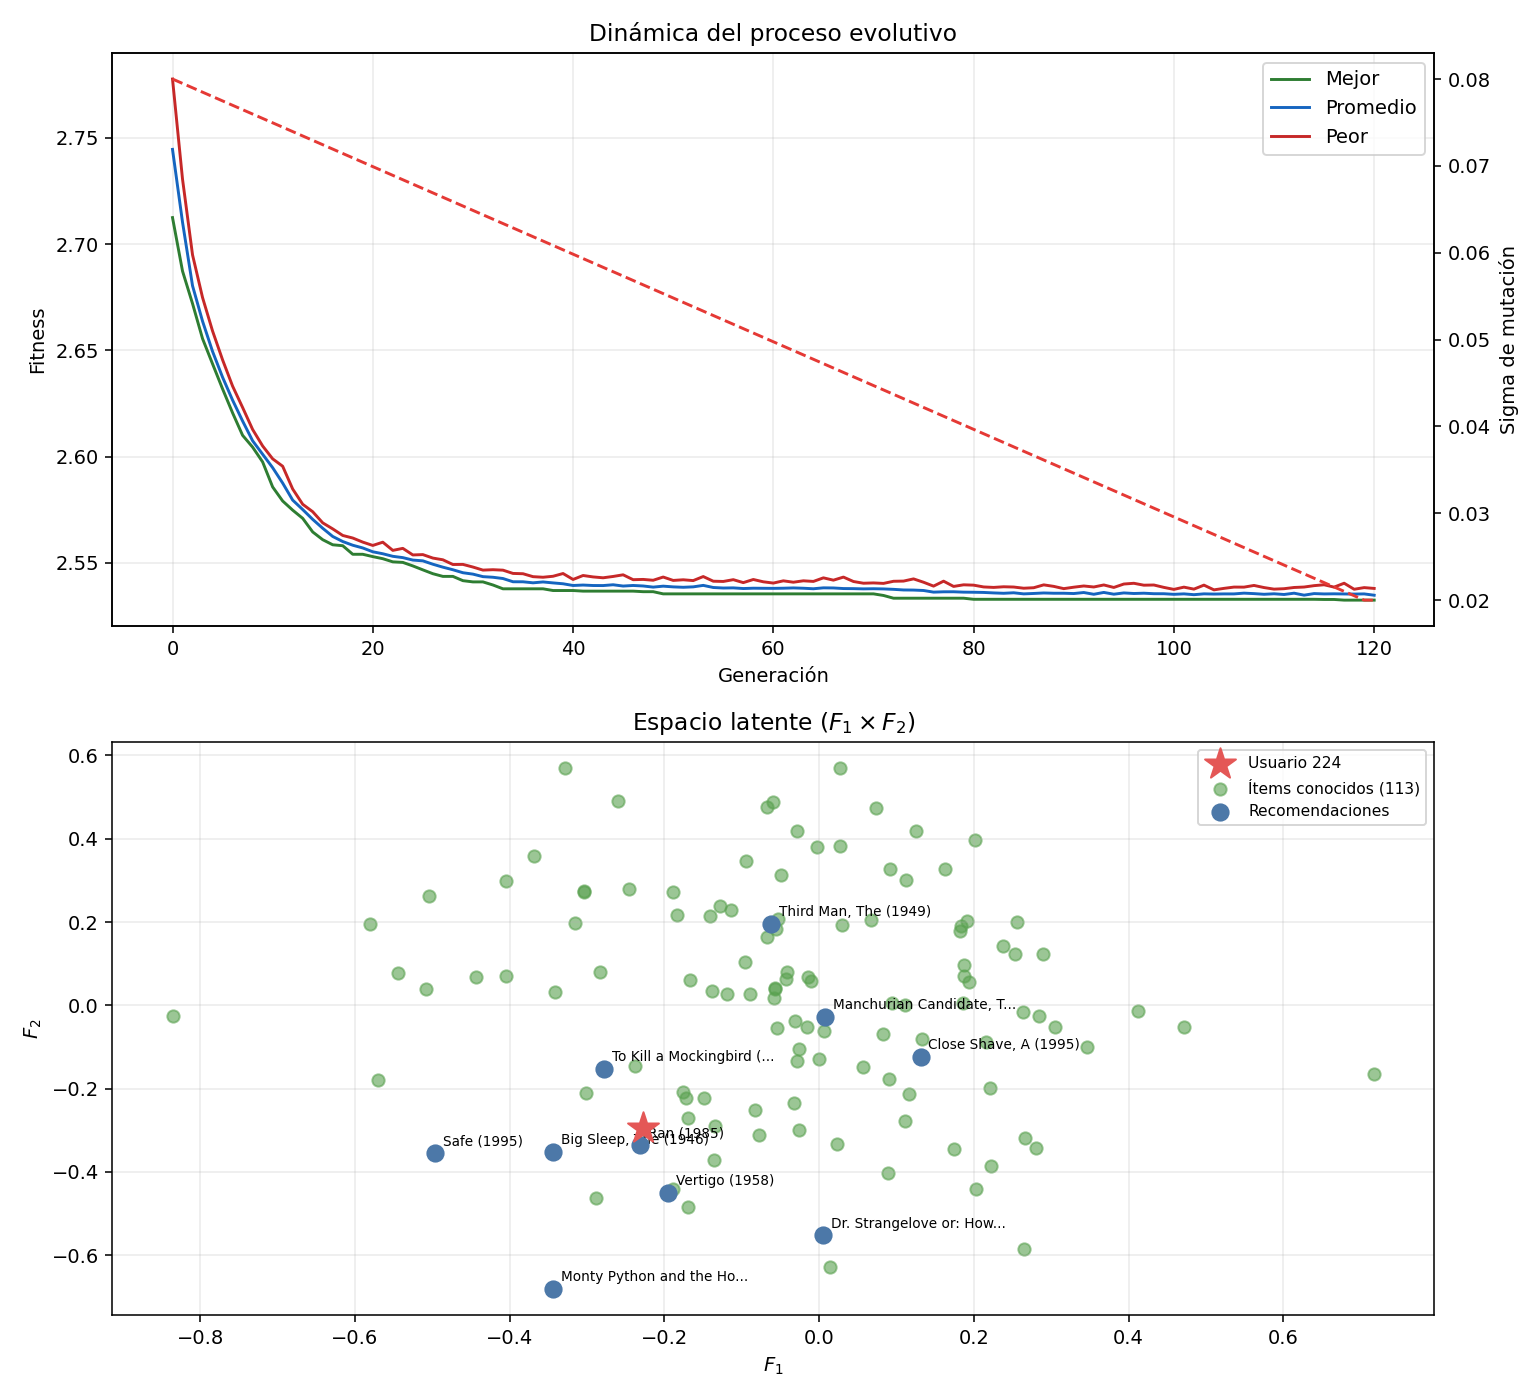 Dinámica del proceso evolutivo
Mejor
Promedio
Peor
Fitness
2.75
2.70
2.65
2.60
2.55
0.08
0.07
0.06
0.05
0.04
0.03
0.02
Sigma de mutación
0 20 40 60 80 100 120
Generación
Espacio latente (F1 × F2)
Usuario 224
Ítems conocidos (113)
Recomendaciones
F2
0.6
0.4
0.2
0.0
−0.2
−0.4
−0.6
Third Man, The (1949)
Manchurian Candidate, T...
Close Shave, A (1995)
To Kill a Mockingbird (...
Ran (1985)
Safe (1995)
Big Sleep, The (1946)
Vertigo (1958)
Dr. Strangelove or: How...
Monty Python and the Ho...
−0.8 −0.6 −0.4 −0.2 0.0 0.2 0.4 0.6
F1